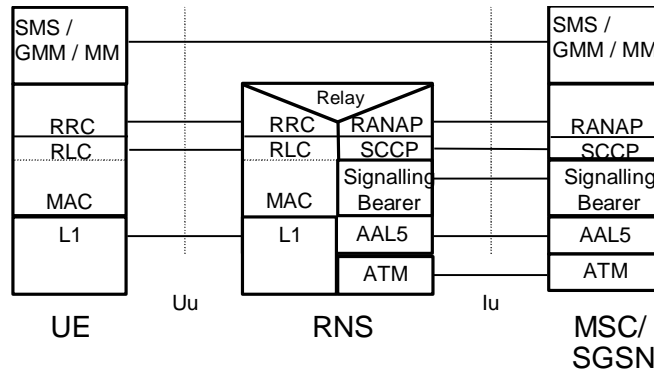 SMS /
GMM / MM
SMS /
GMM / MM
Relay
RRC
RRC
RANAP
RANAP
RLC
RLC
SCCP
SCCP
Signalling
Bearer
Signalling
Bearer
MAC
MAC
L1
L1
AAL5
AAL5
ATM
ATM
Uu
Iu
UE
RNS
MSC/
SGSN